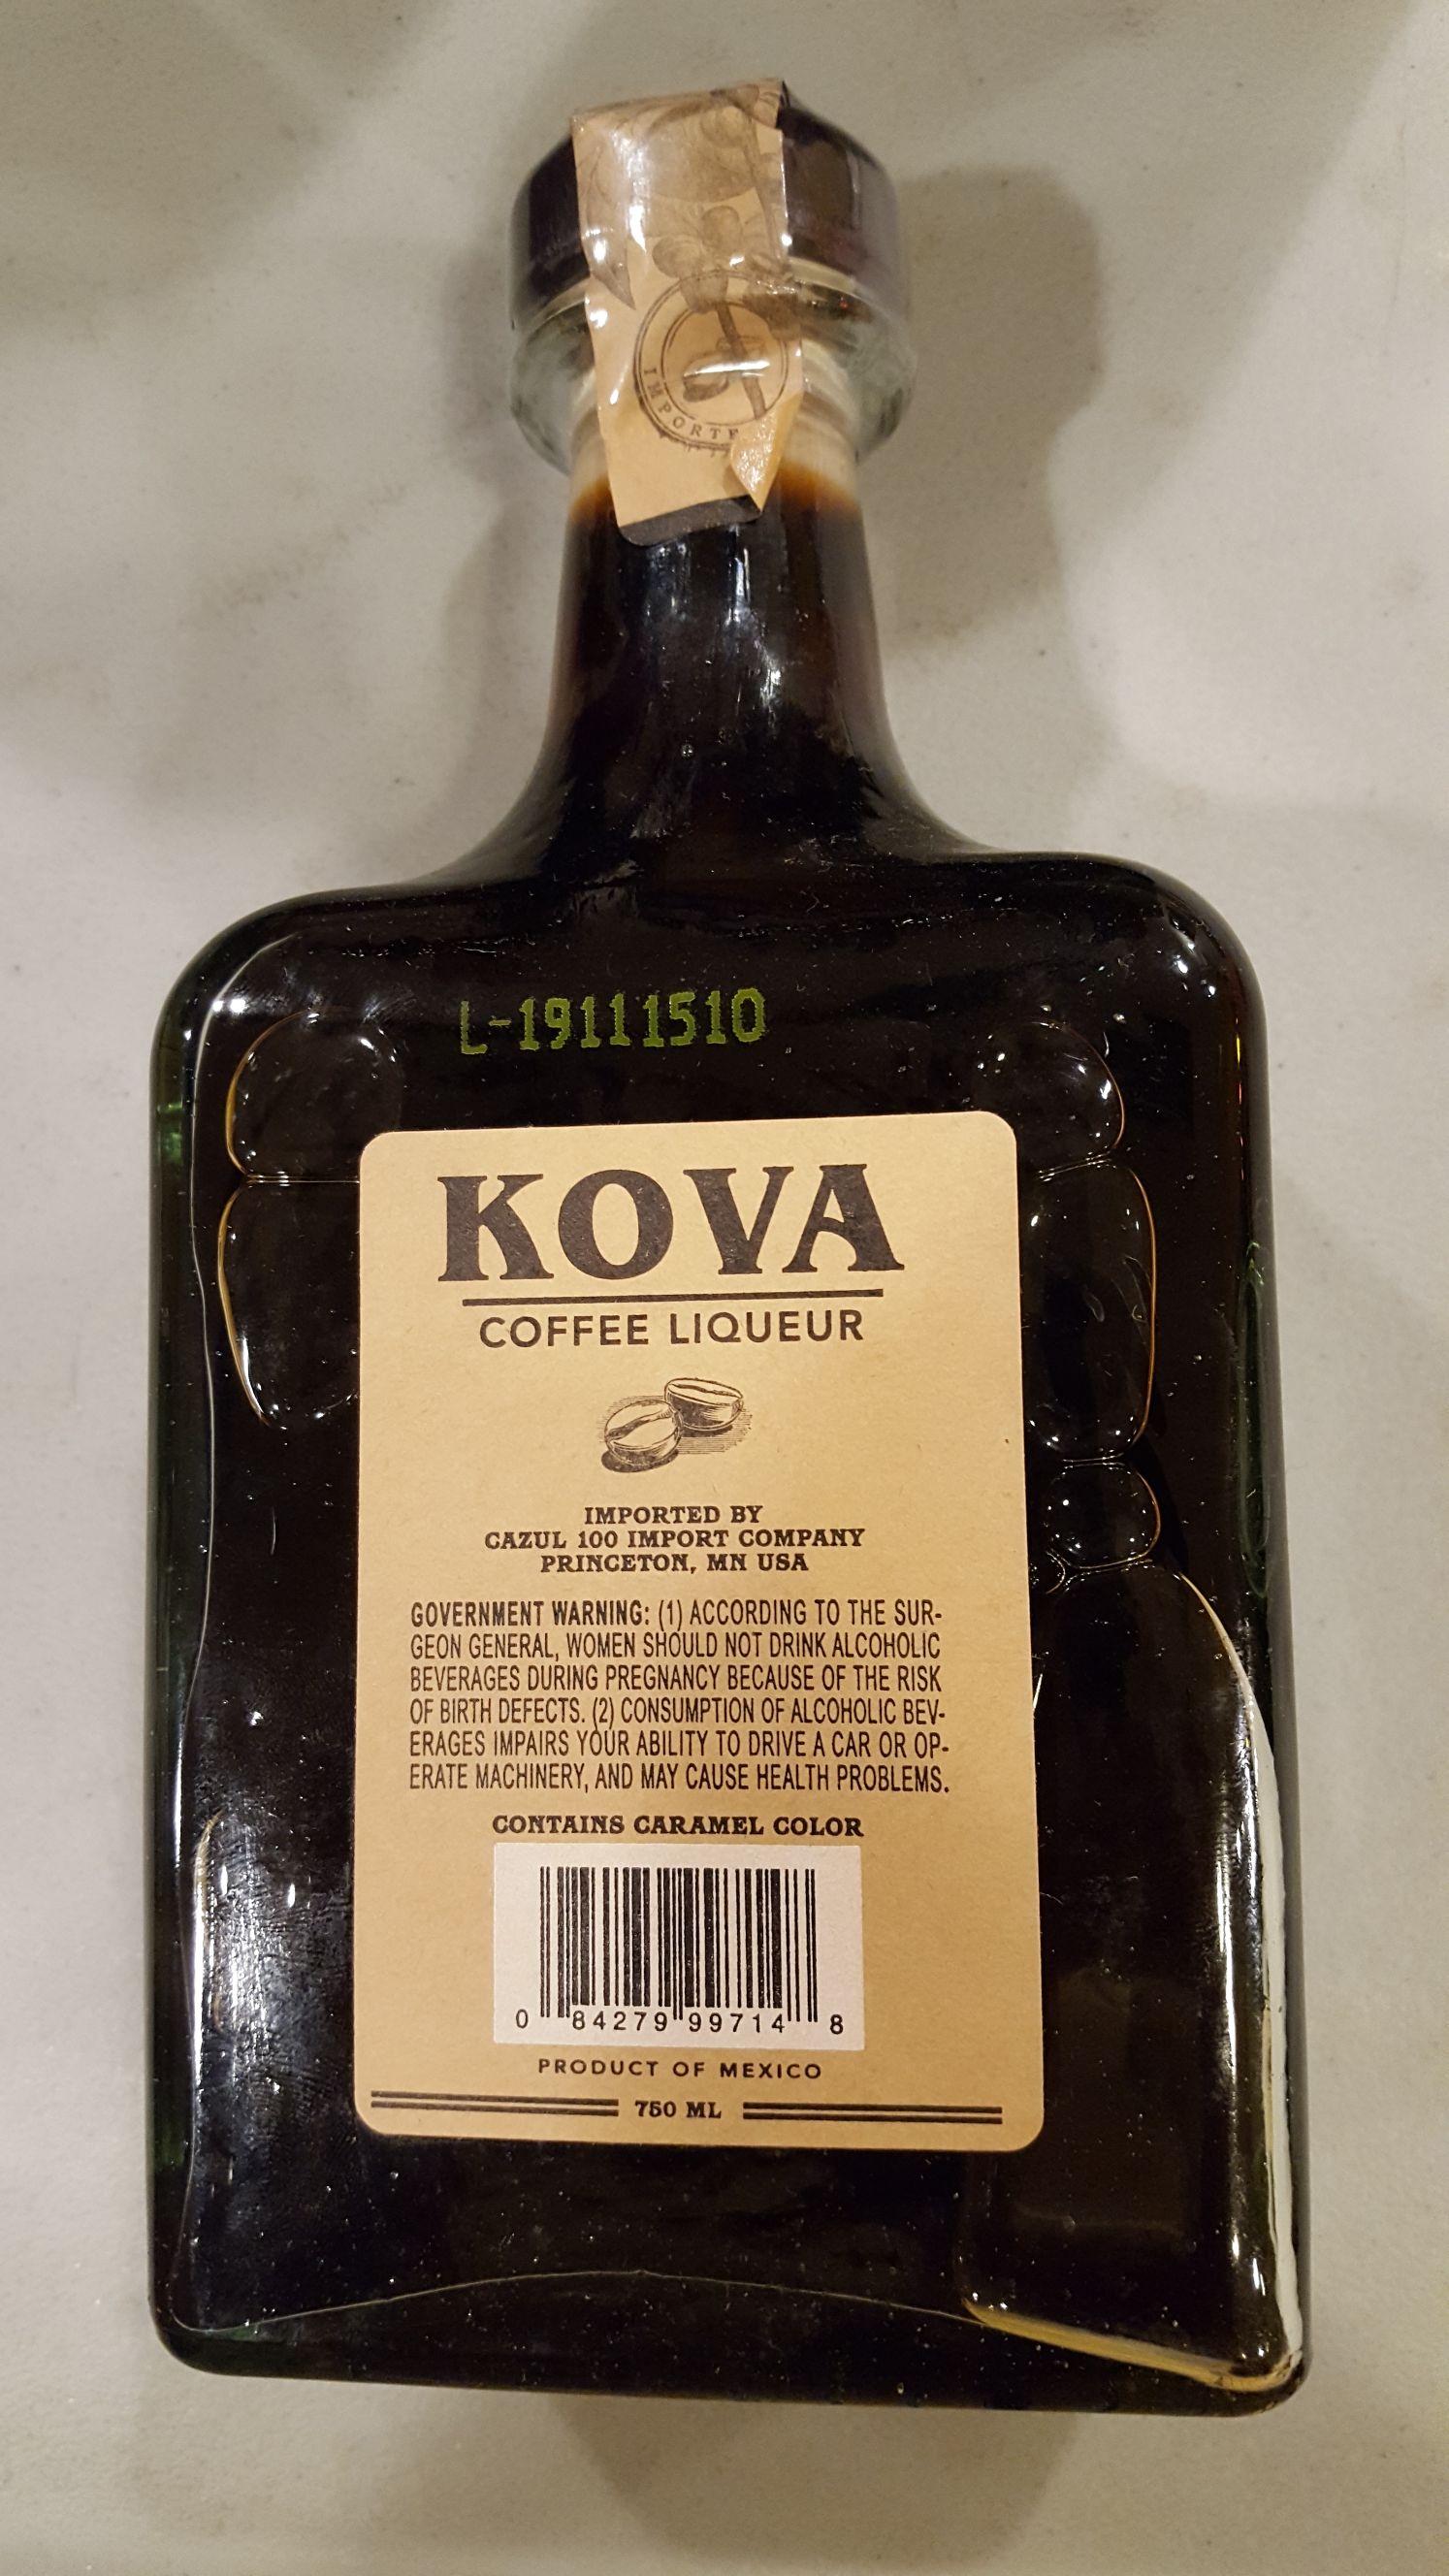 IMPORTE
L-19111510
KOVA
COFFEE LIQUEUR
IMPORTED BY
CAZUL 100 IMPORT COMPANY
PRINCETON, MN USA
GOVERNMENT WARNING: (1) ACCORDING TO THE SUR-
GEON GENERAL, WOMEN SHOULD NOT DRINK ALCOHOLIC
BEVERAGES DURING PREGNANCY BECAUSE OF THE RISK
OF BIRTH DEFECTS. (2) CONSUMPTION OF ALCOHOLIC BEV-
ERAGES IMPAIRS YOUR ABILITY TO DRIVE A CAR OR OP-
ERATE MACHINERY, AND MAY CAUSE HEALTH PROBLEMS.
CONTAINS CARAMEL COLOR
0 84279 99714 8
PRODUCT OF MEXICO
750 ML